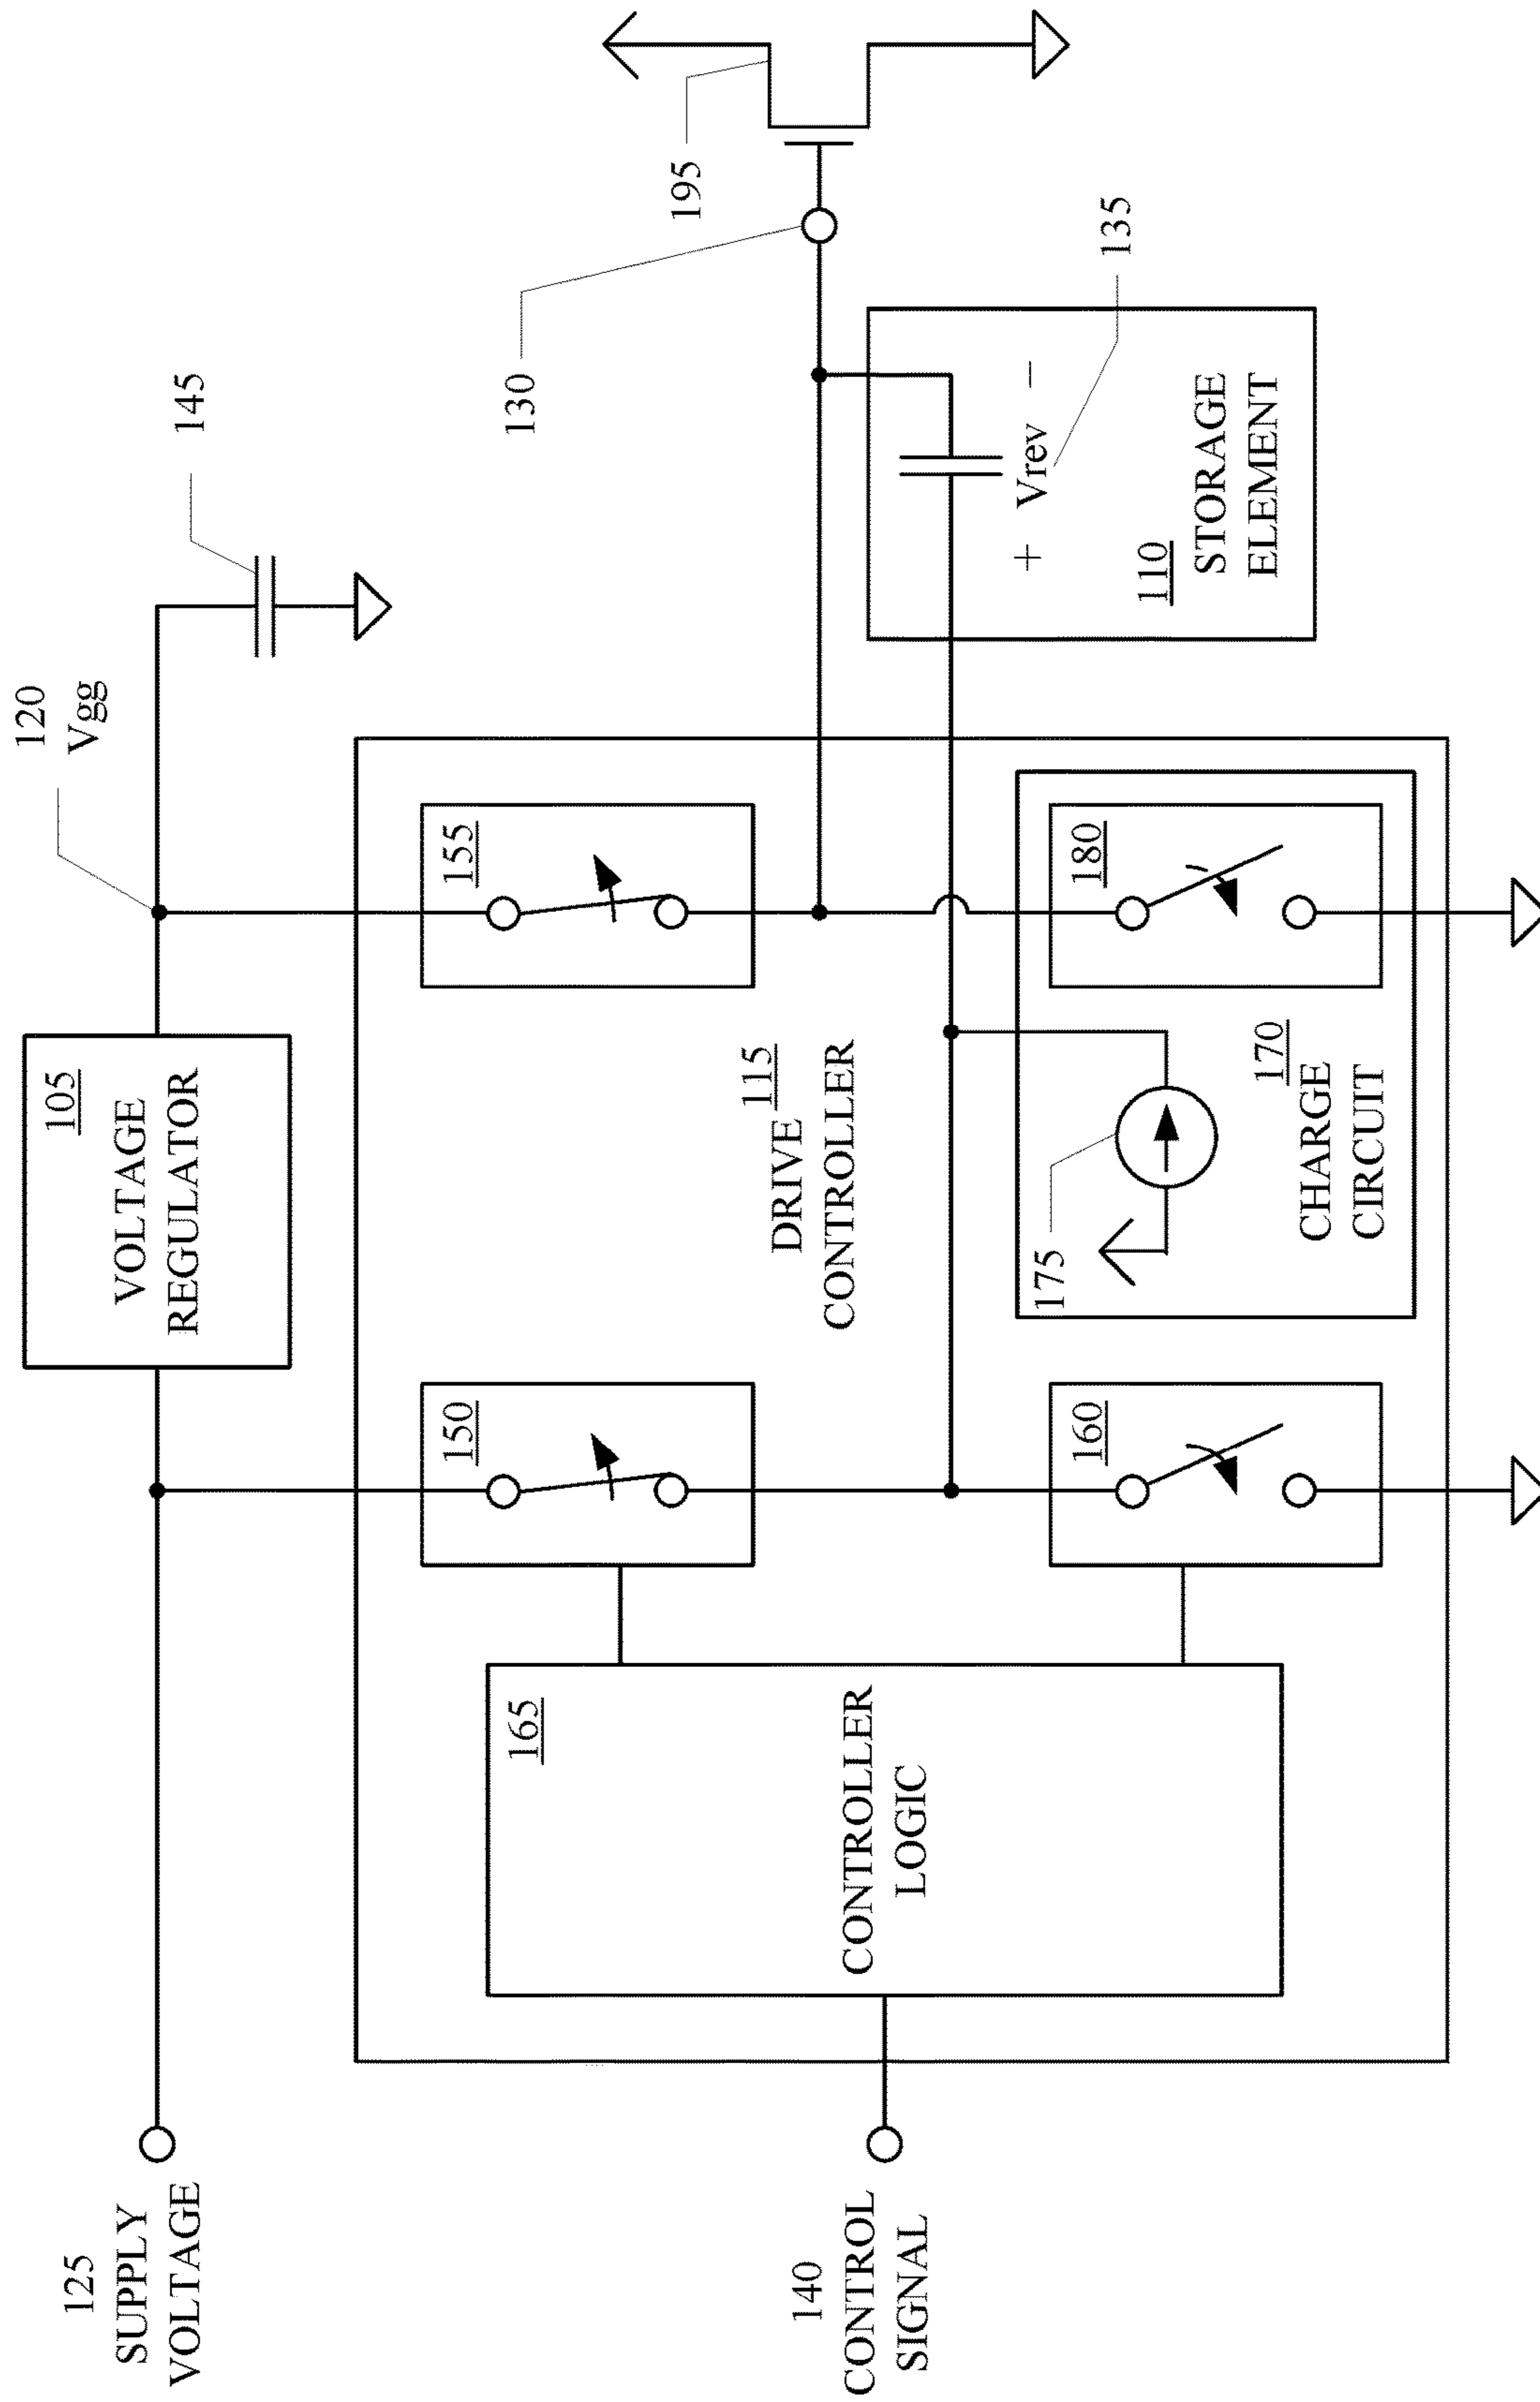 125
SUPPLY
VOLTAGE
105
VOLTAGE
REGULATOR
120
Vgg
145
140
CONTROL
SIGNAL
165
CONTROLLER
LOGIC
150
160
115
DRIVE
CONTROLLER
155
175
170
CHARGE
CIRCUIT
180
130
195
+ Vrev −
135
110
STORAGE
ELEMENT